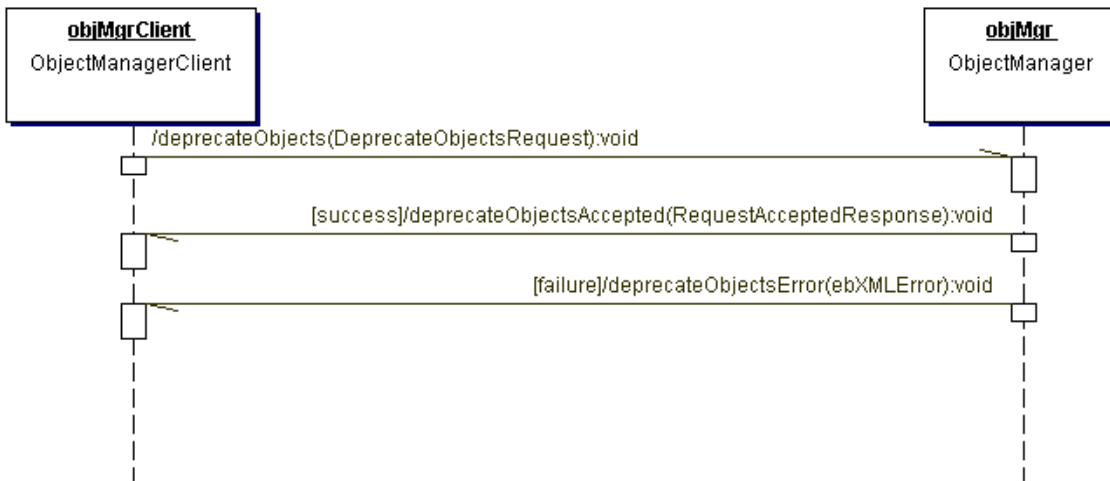 objMgrClient
ObjectManagerClient
objMgr
ObjectManager
/deprecateObjects(DeprecateObjectsRequest):void
[success]/deprecateObjectsAccepted(RequestAcceptedResponse):void
[failure]/deprecateObjectsError(ebXMLError):void